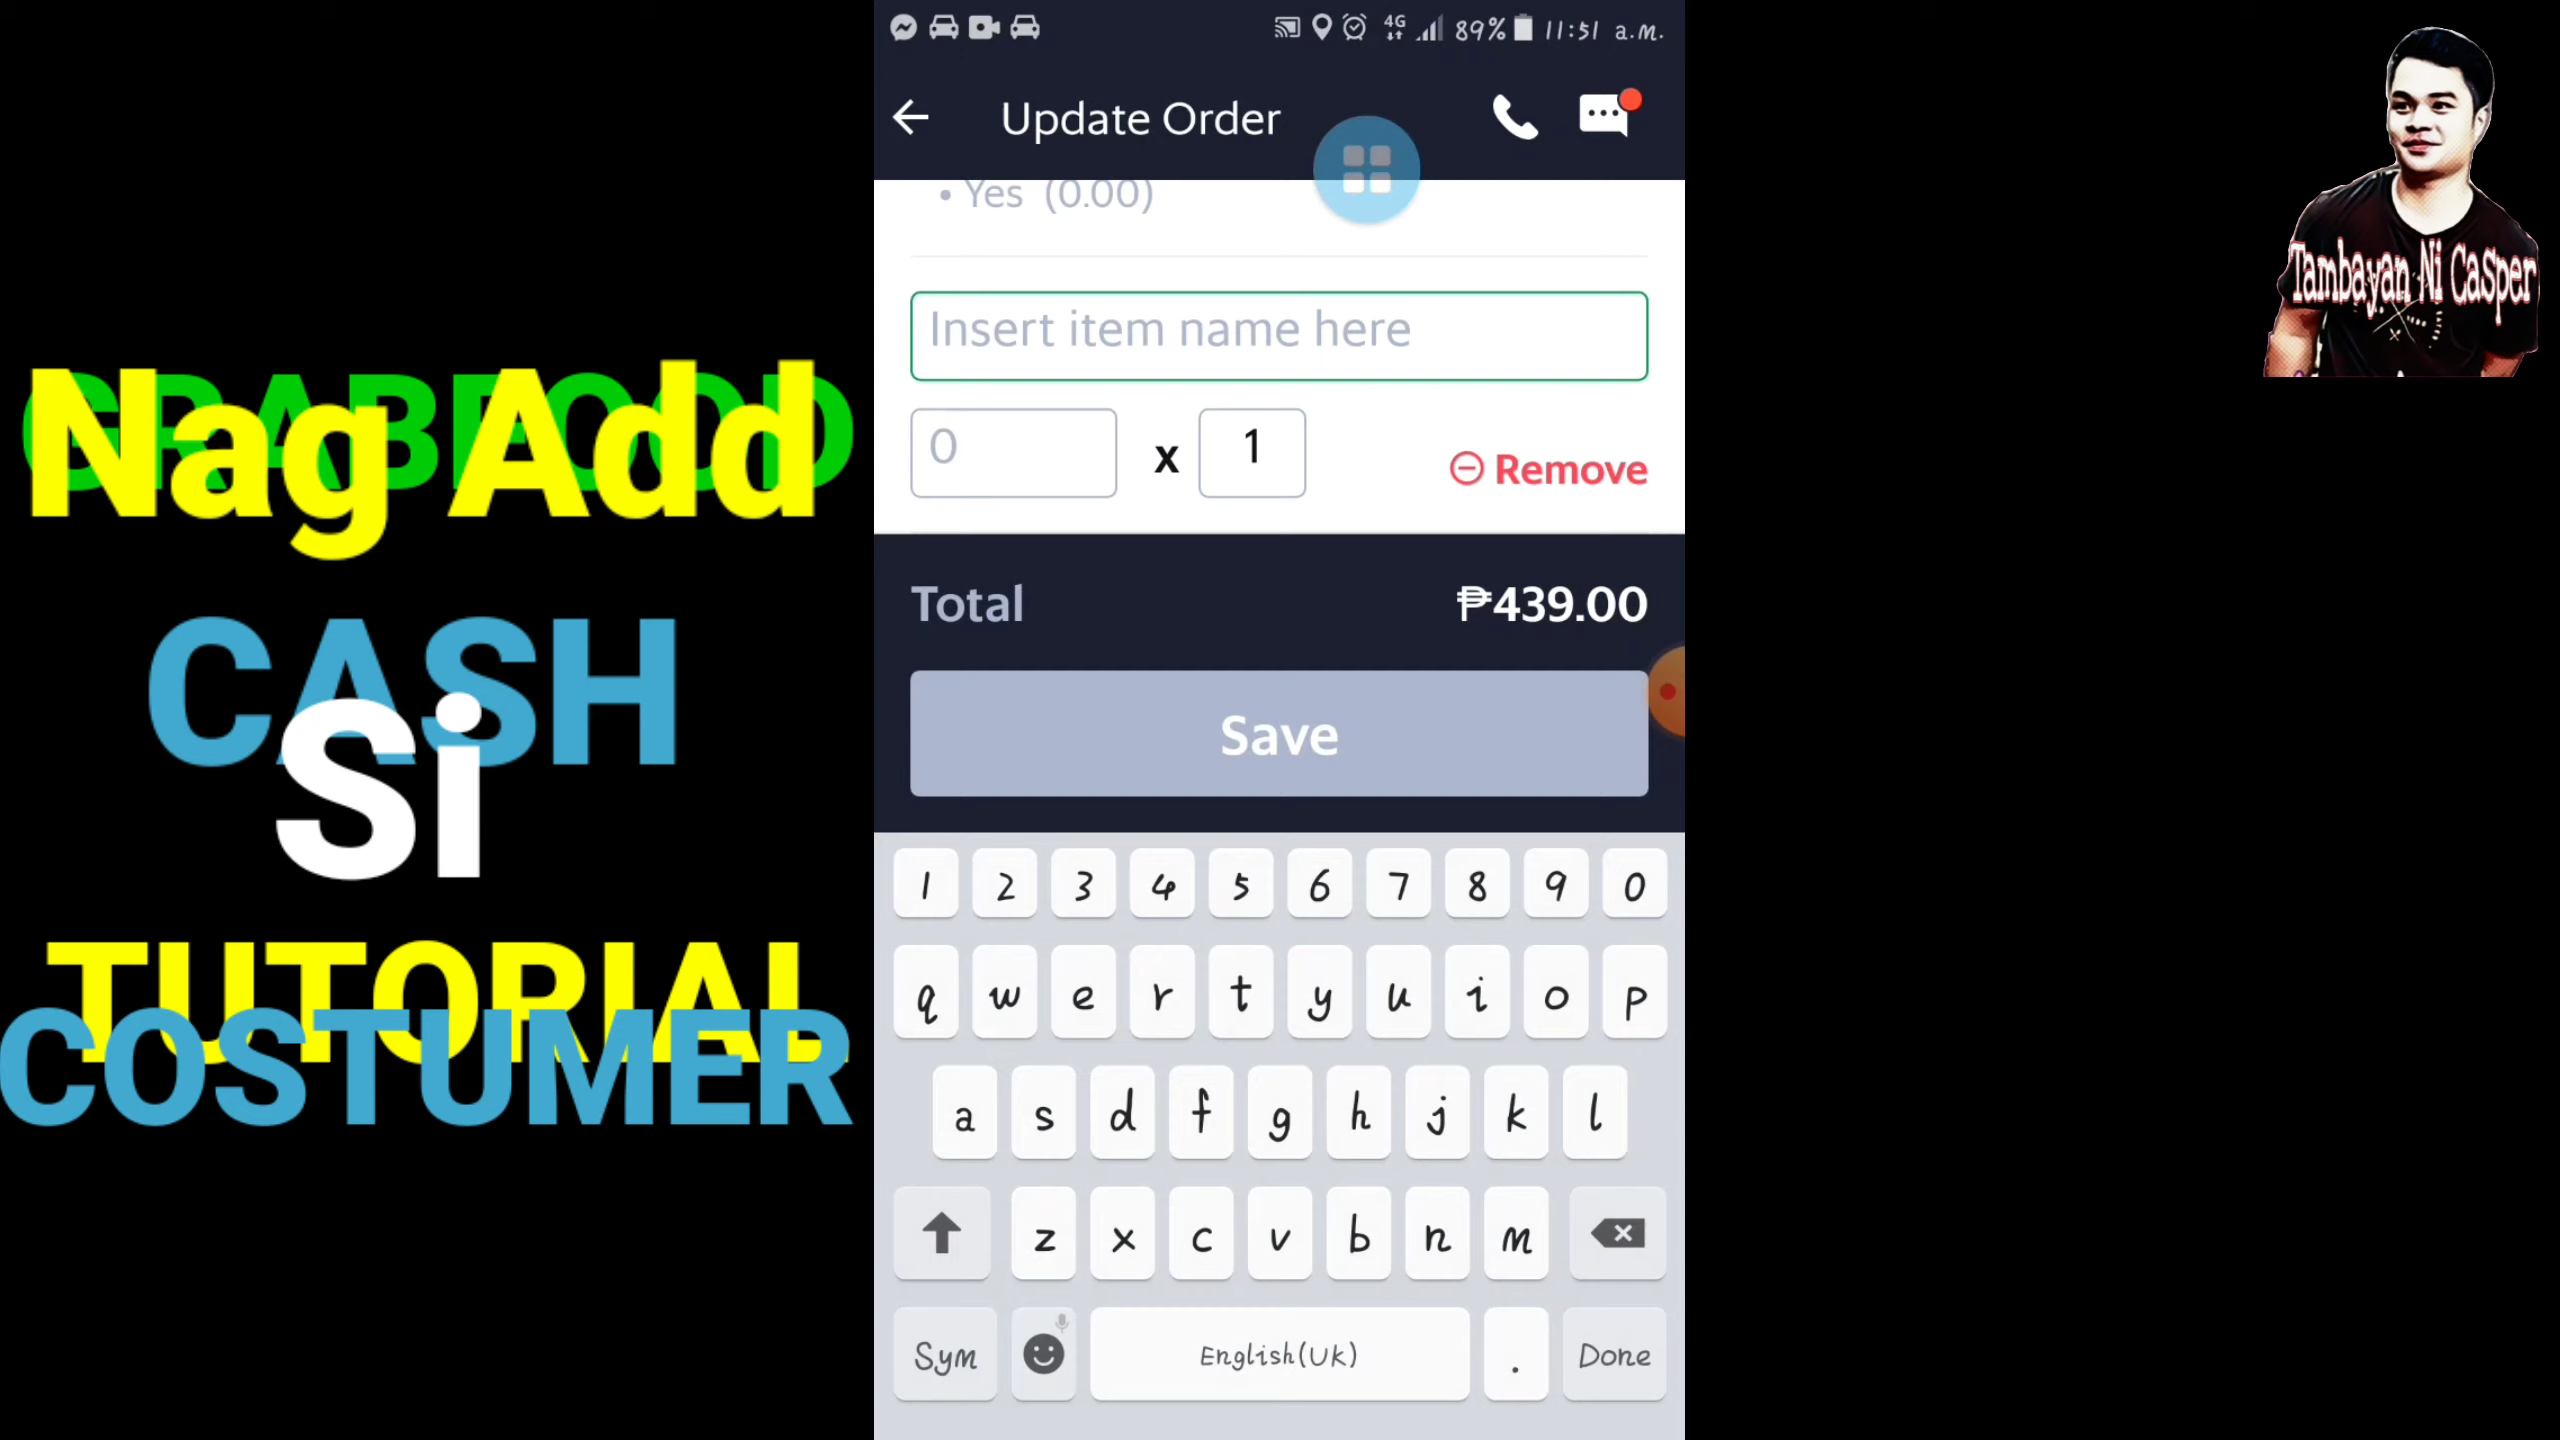 GRABFOOD
Nag Add
CASH
Si
TUTORIAL
COSTUMER
4G
89%
11:51 a.m.
Update Order
• Yes (0.00)
Insert item name here
0
x
1
Remove
Total
₱439.00
Save
1 2 3 4 5 6 7 8 9 0
q w e r t y u i o p
a s d f g h j k l
z x c v b n m
Sym
English(UK)
.
Done
Tambayan Ni CaSper